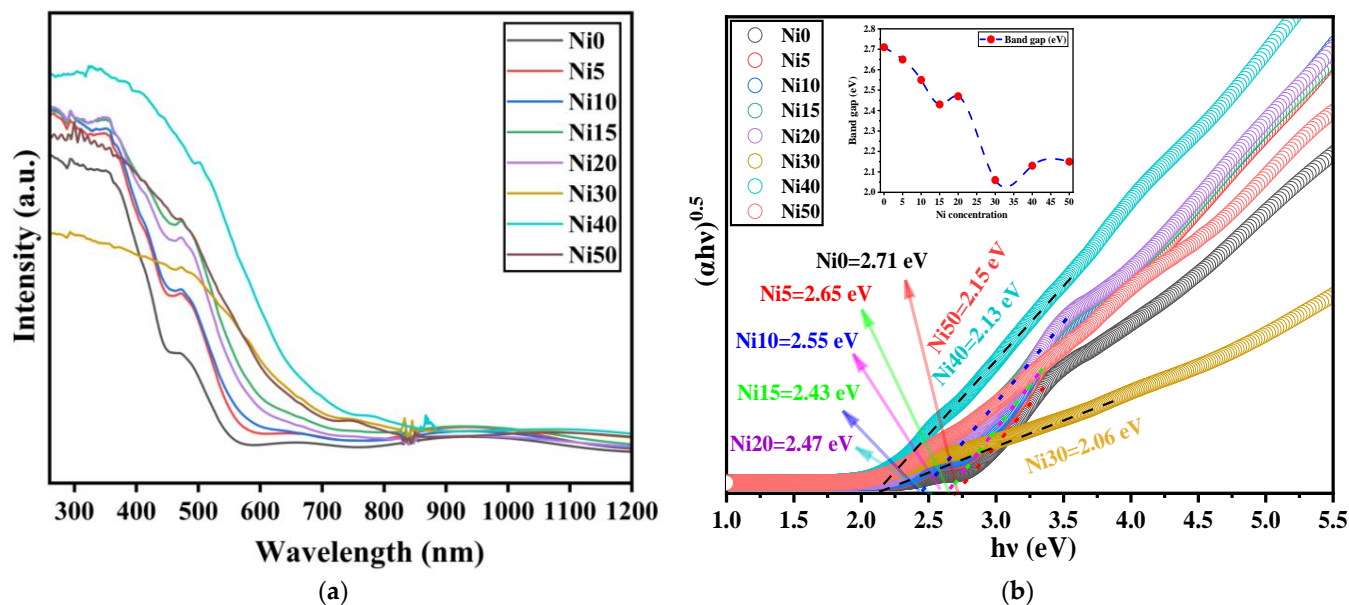 Intensity (a.u.)
Ni0
Ni5
Ni10
Ni15
Ni20
Ni30
Ni40
Ni50
300 400 500 600 700 800 900 1000 1100 1200
Wavelength (nm)
(a)
(αhν)^0.5
Ni0
Ni5
Ni10
Ni15
Ni20
Ni30
Ni40
Ni50
Band gap (eV)
2.8
2.7
2.6
2.5
2.4
2.3
2.2
2.1
2.0
Band gap (eV)
0 5 10 15 20 25 30 35 40 45 50
Ni concentration
Ni0=2.71 eV
Ni5=2.65 eV
Ni10=2.55 eV
Ni15=2.43 eV
Ni20=2.47 eV
Ni50=2.15 eV
Ni40=2.13 eV
Ni30=2.06 eV
1.0 1.5 2.0 2.5 3.0 3.5 4.0 4.5 5.0 5.5
hν (eV)
(b)